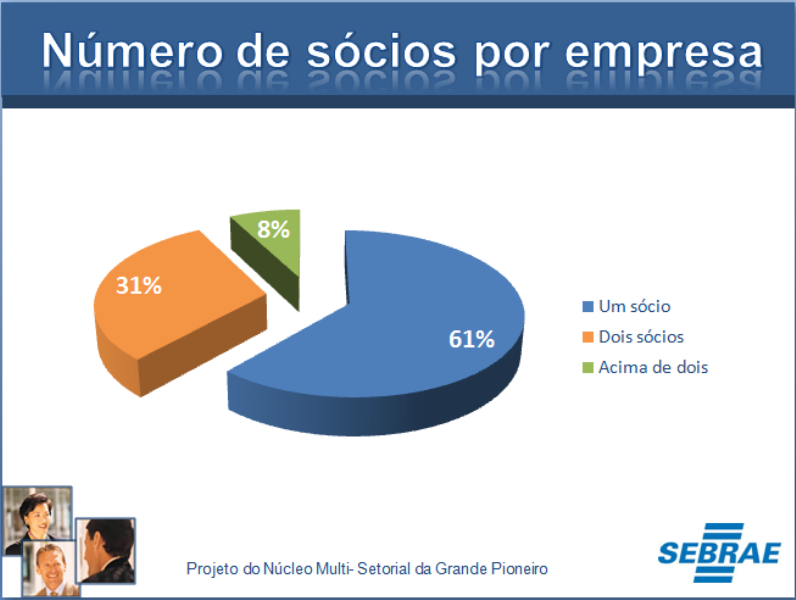 Número de sócios por empresa
8%
31%
61%
Um sócio
Dois sócios
Acima de dois
Projeto do Núcleo Multi- Setorial da Grande Pioneiro
SEBRAE